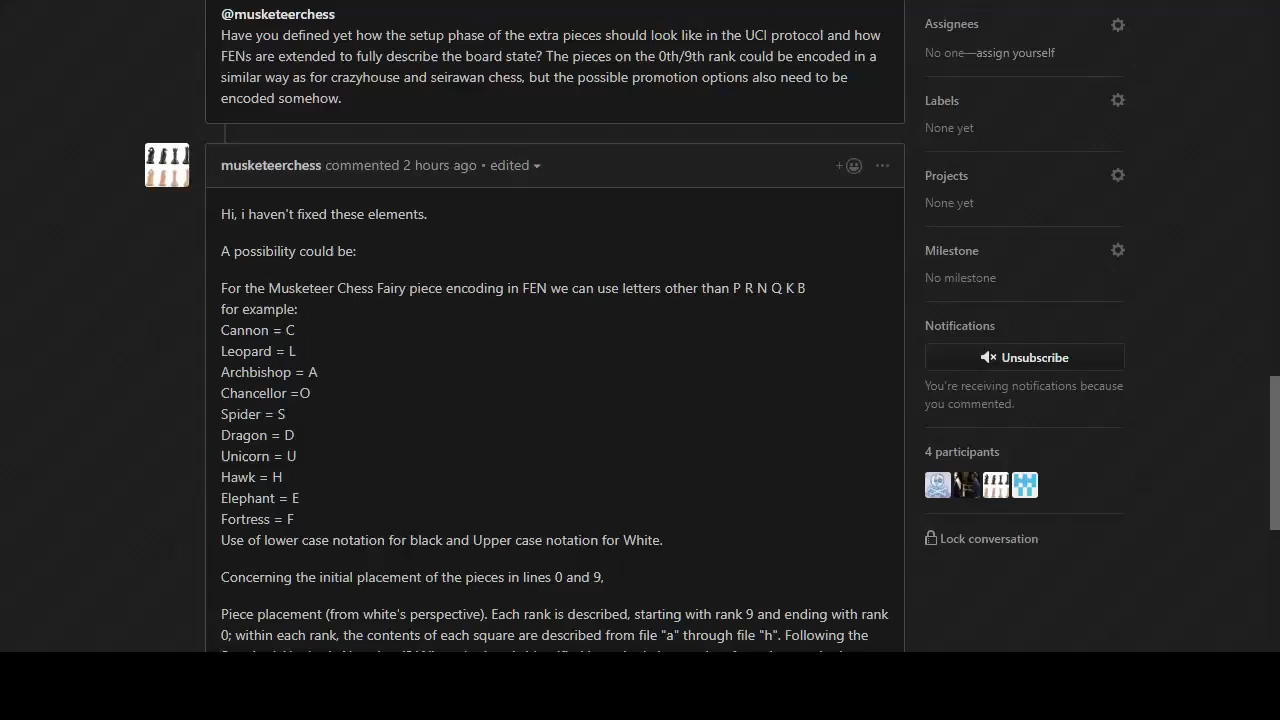 @musketeerchess
Have you defined yet how the setup phase of the extra pieces should look like in the UCI protocol and how
FENs are extended to fully describe the board state? The pieces on the 0th/9th rank could be encoded in a
similar way as for crazyhouse and seirawan chess, but the possible promotion options also need to be
encoded somehow.
musketeerchess commented 2 hours ago • edited
Hi, i haven't fixed these elements.
A possibility could be:
For the Musketeer Chess Fairy piece encoding in FEN we can use letters other than P R N Q K B
for example:
Cannon = C
Leopard = L
Archbishop = A
Chancellor =O
Spider = S
Dragon = D
Unicorn = U
Hawk = H
Elephant = E
Fortress = F
Use of lower case notation for black and Upper case notation for White.
Concerning the initial placement of the pieces in lines 0 and 9,
Piece placement (from white's perspective). Each rank is described, starting with rank 9 and ending with rank
0; within each rank, the contents of each square are described from file "a" through file "h". Following the
Assignees
No one—assign yourself
Labels
None yet
Projects
None yet
Milestone
No milestone
Notifications
Unsubscribe
You're receiving notifications because
you commented.
4 participants
Lock conversation